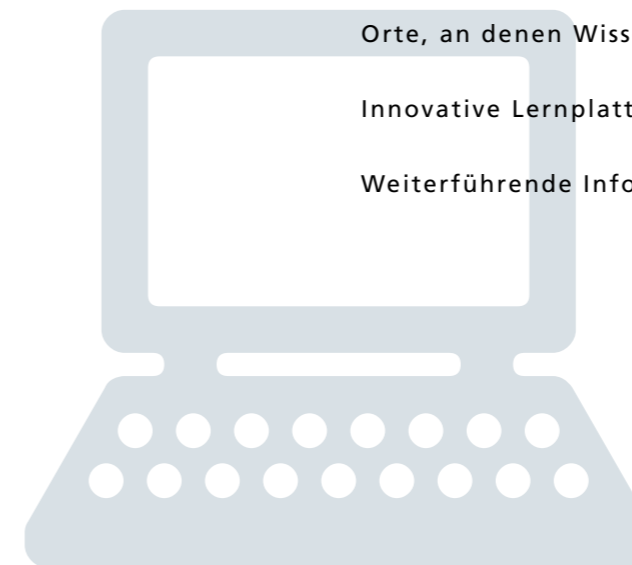 Orte, an denen Wiss
Innovative Lernplatt
Weiterführende Info